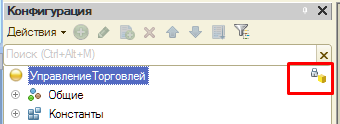 Конфигурация
Действия
Поиск (Ctrl+Alt+M)
УправлениеТорговлей
Общие
Константы